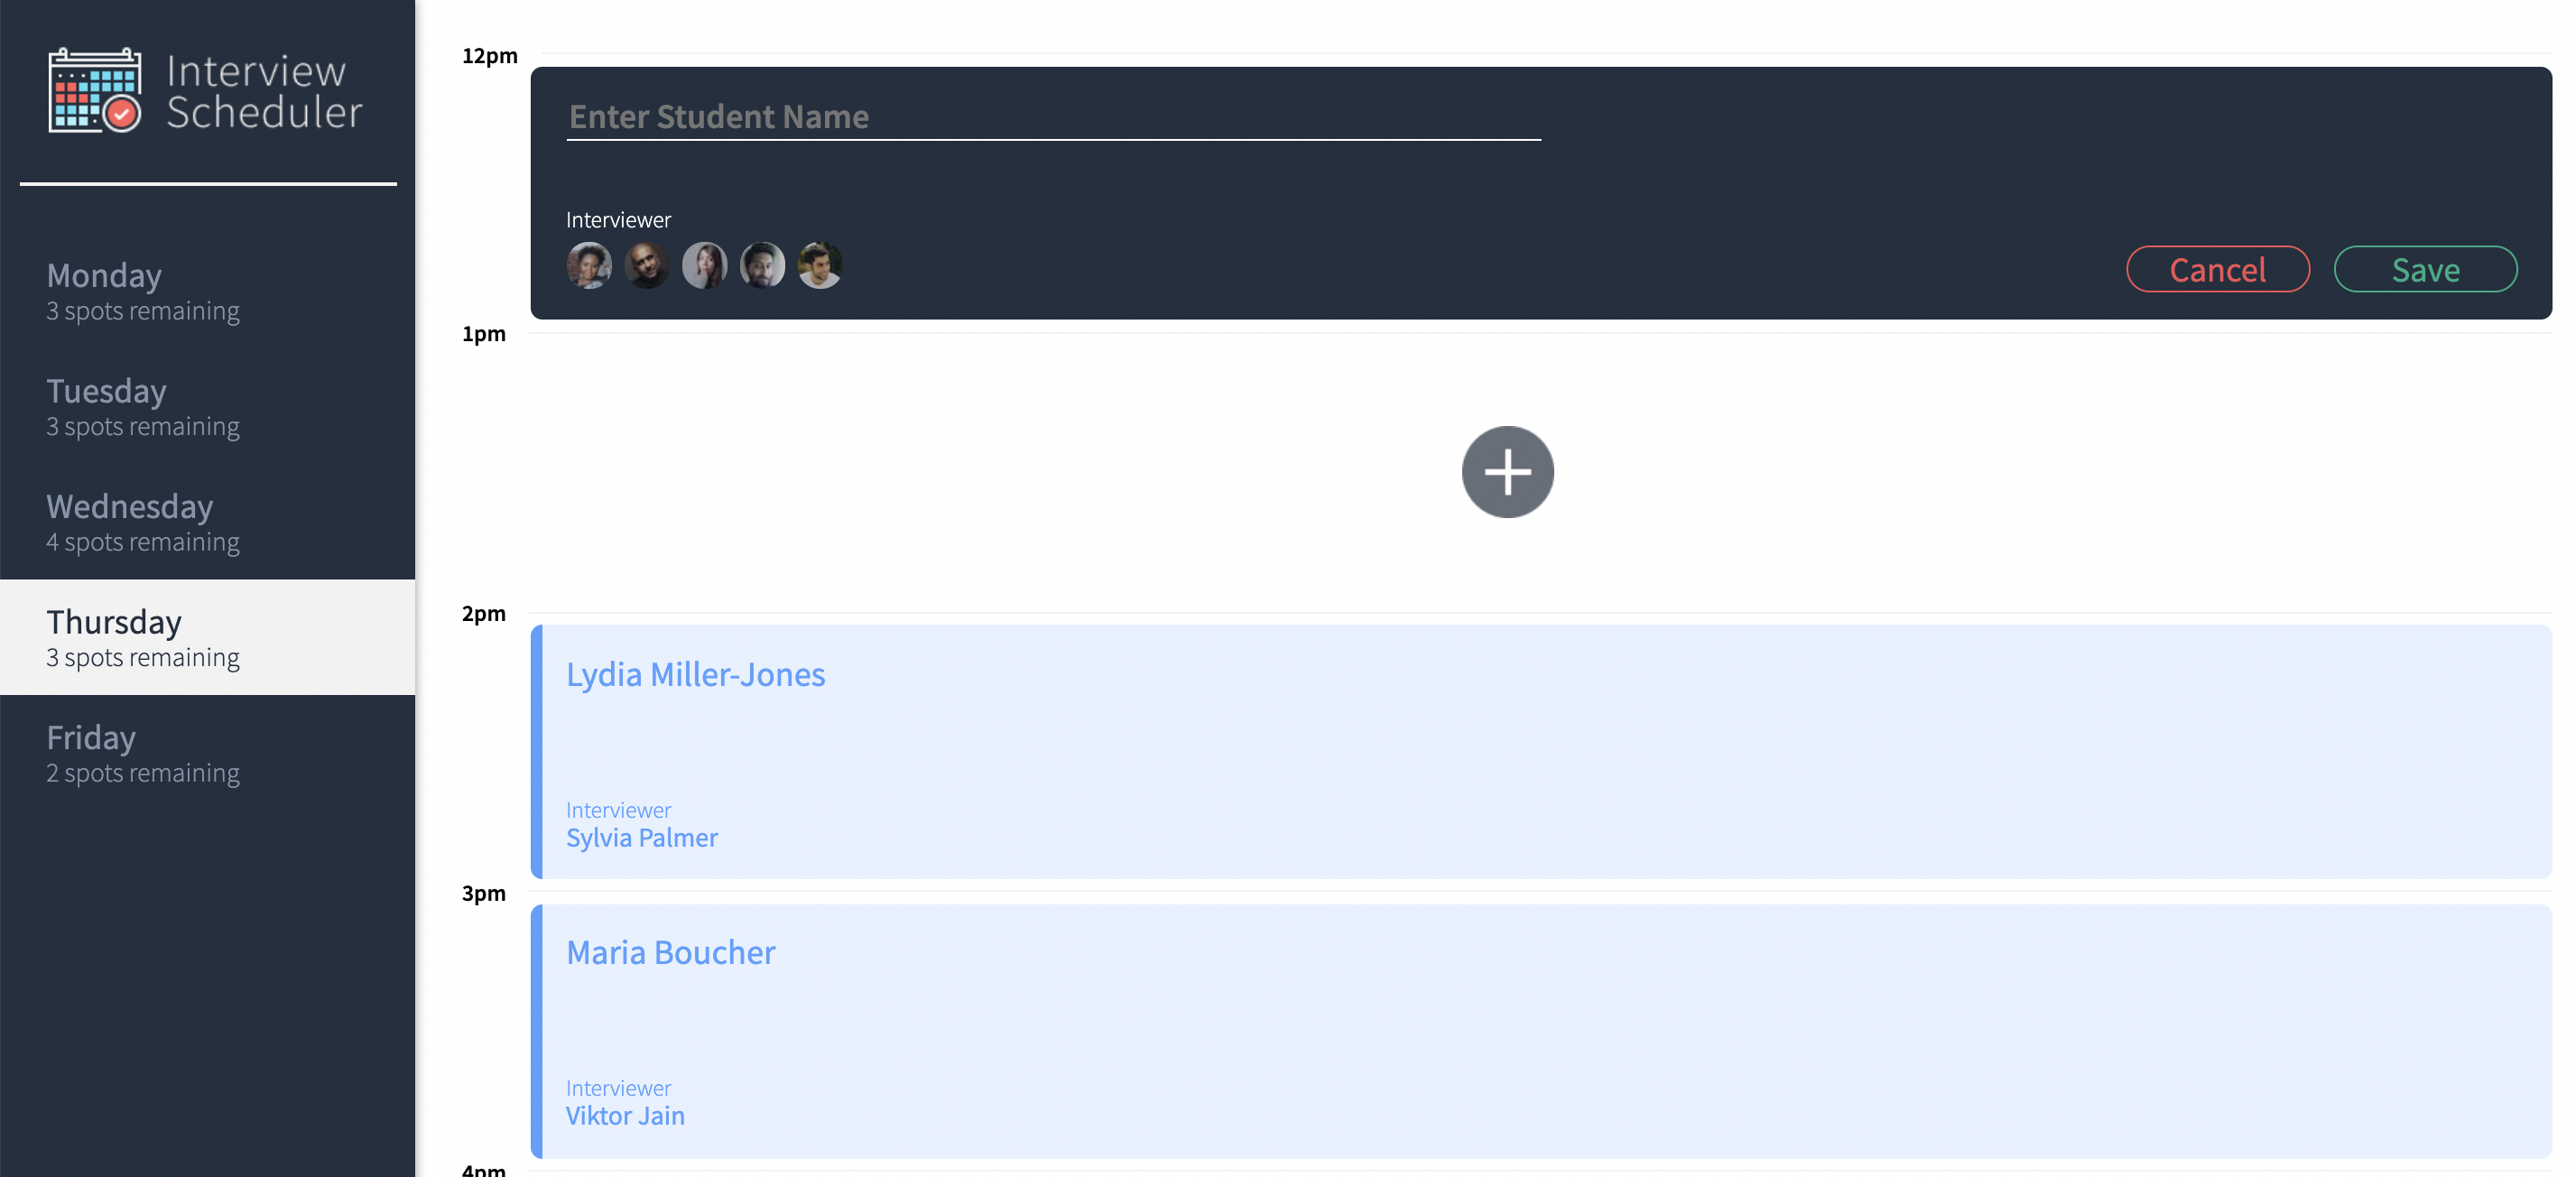 Interview
Scheduler
Monday
3 spots remaining
Tuesday
3 spots remaining
Wednesday
4 spots remaining
Thursday
3 spots remaining
Friday
2 spots remaining
12pm
Enter Student Name
Interviewer
Cancel
Save
1pm
2pm
Lydia Miller-Jones
Interviewer
Sylvia Palmer
3pm
Maria Boucher
Interviewer
Viktor Jain
4pm